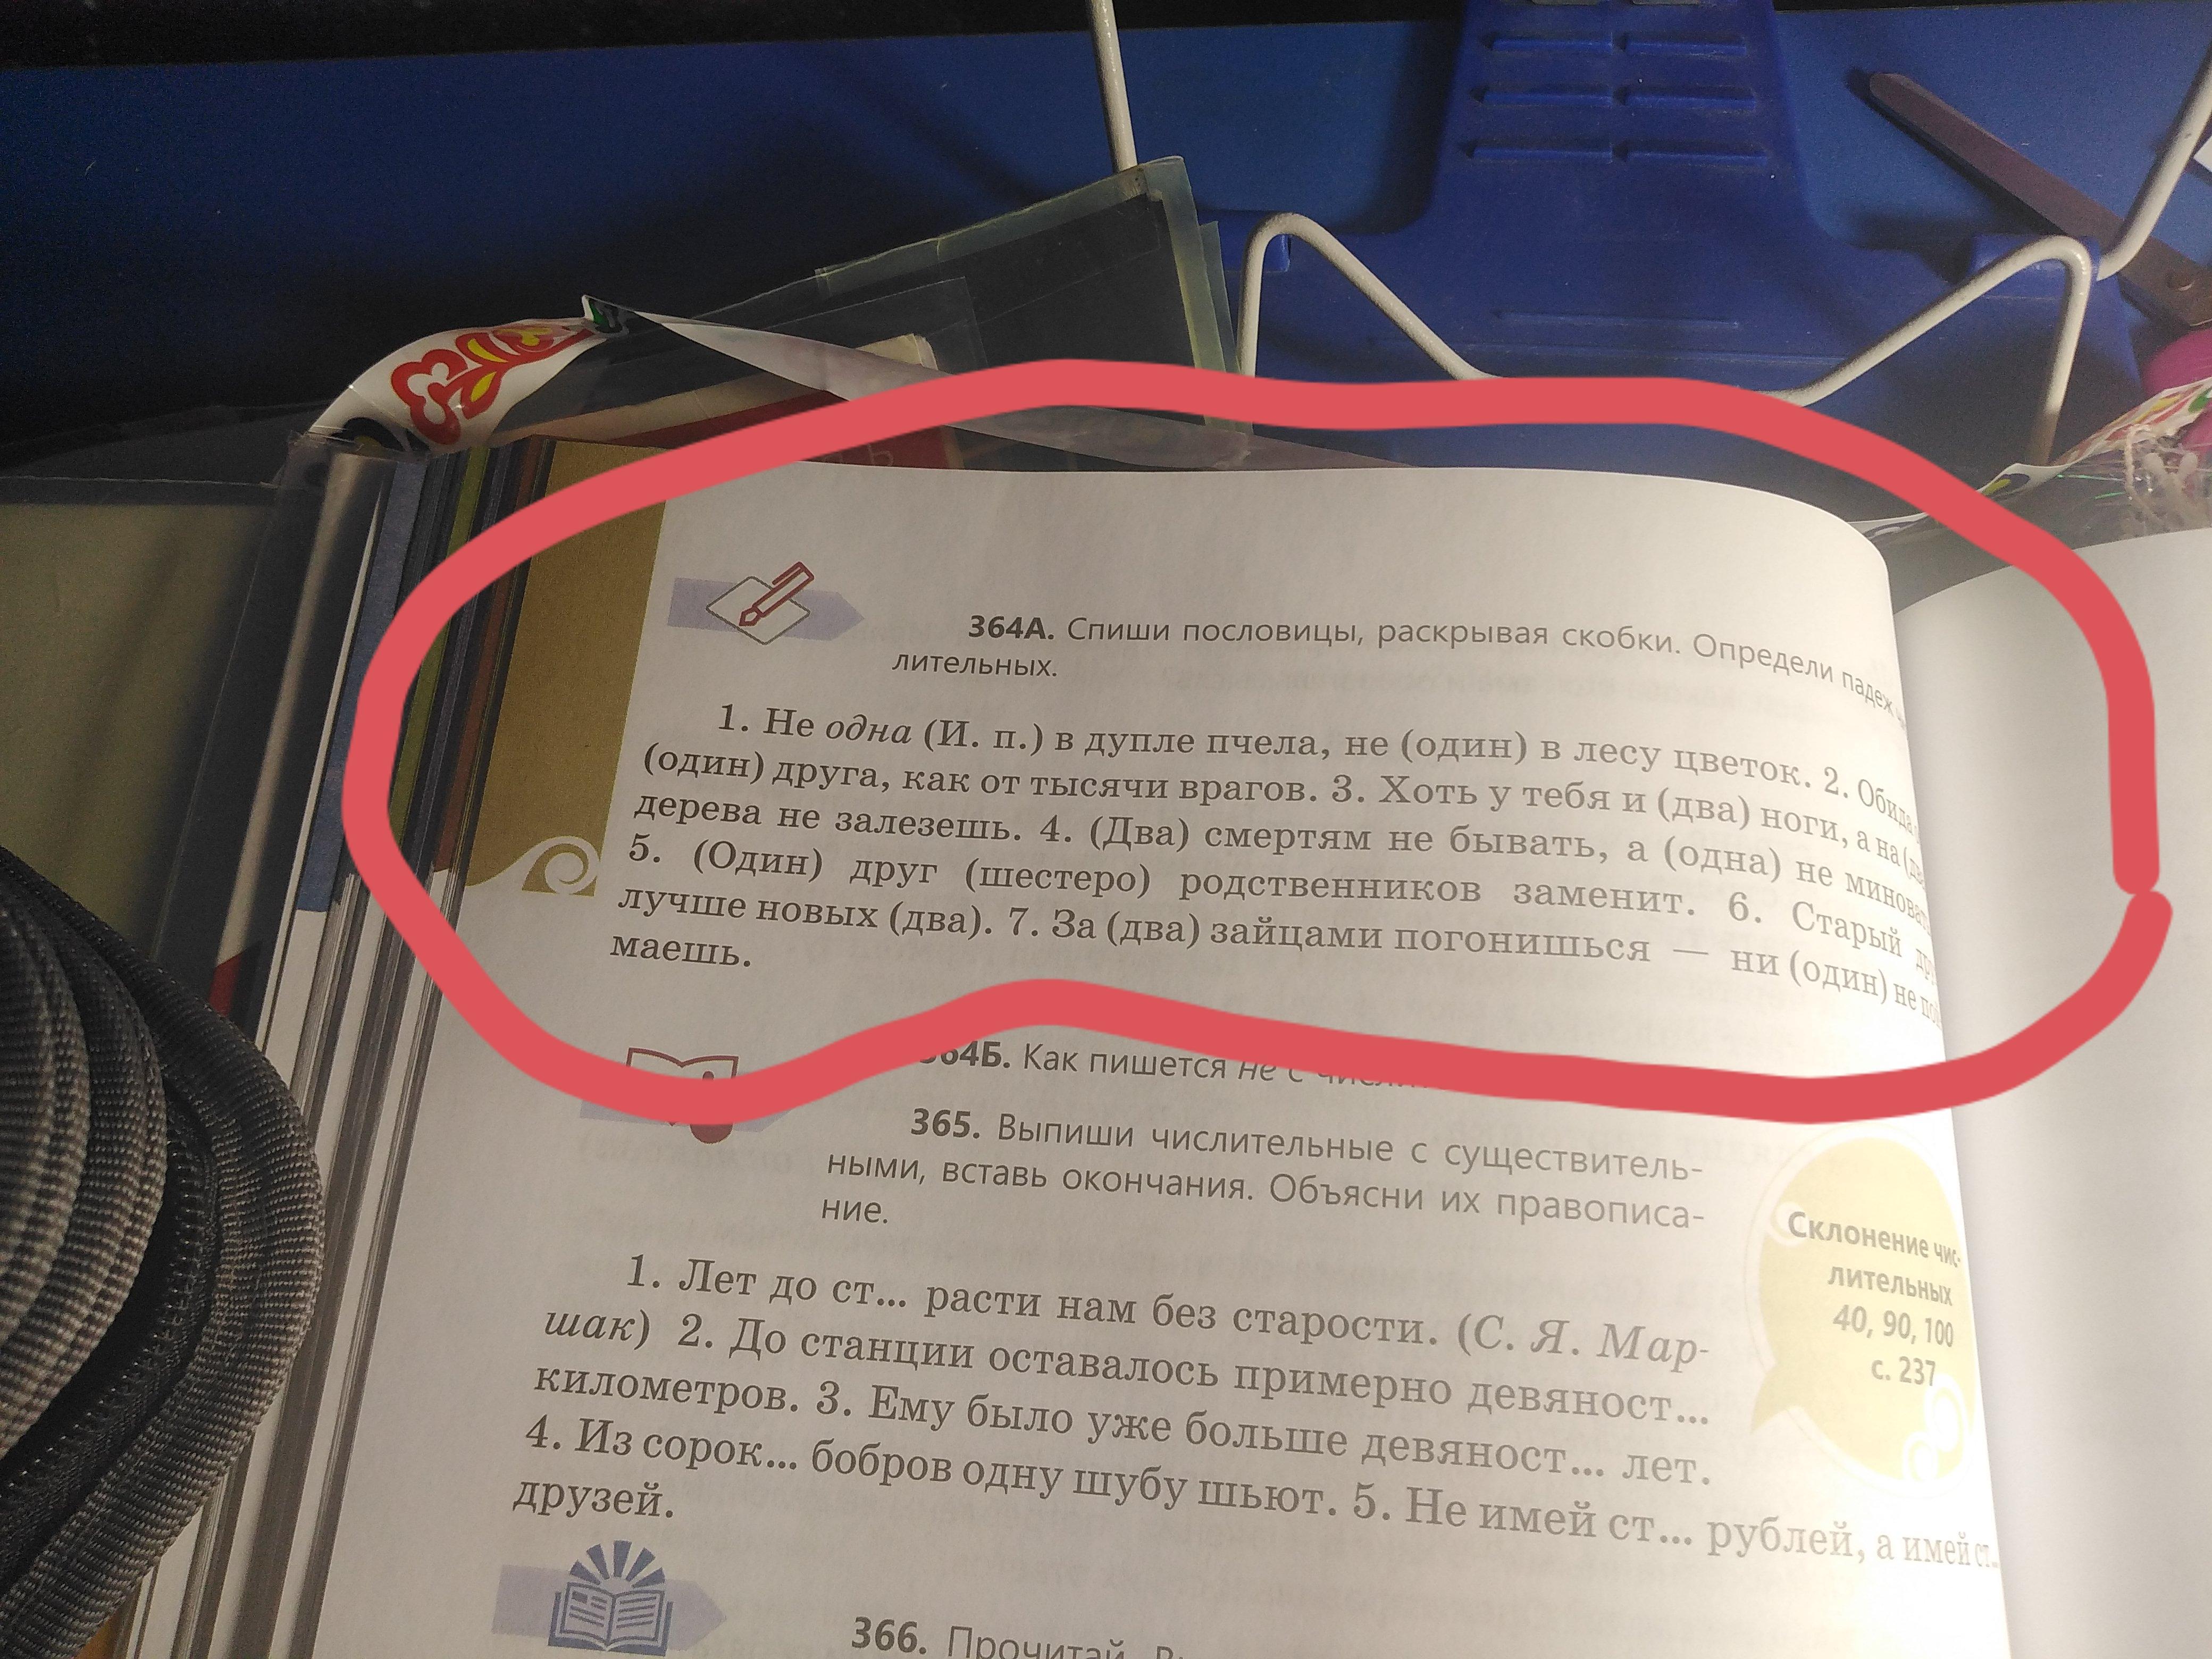 364А. Спиши пословицы, раскрывая скобки. Определи падеж
лительных.
1. Не одна (И. п.) в дупле пчела, не (один) в лесу цветок. 2. Обида
(один) друга, как от тысячи врагов. 3. Хоть у тебя и (два) ноги, а на
дерева не залезешь. 4. (Два) смертям не бывать, а (одна) не миновать
5. (Один) друг (шестеро) родственников заменит. 6. Старый
лучше новых (два). 7. За (два) зайцами погонишься — ни (один) не
маешь.
364Б. Как пишется не с
365. Выпиши числительные с существитель-
ными, вставь окончания. Объясни их правописа-
ние.
1. Лет до ст... расти нам без старости. (С. Я. Мар-
шак) 2. До станции оставалось примерно девяност...
километров. 3. Ему было уже больше девяност... лет.
4. Из сорок... бобров одну шубу шьют. 5. Не имей ст... рублей, а имей ст...
друзей.
Склонение чис-
лительных
40, 90, 100
с. 237
366. Прочитай.